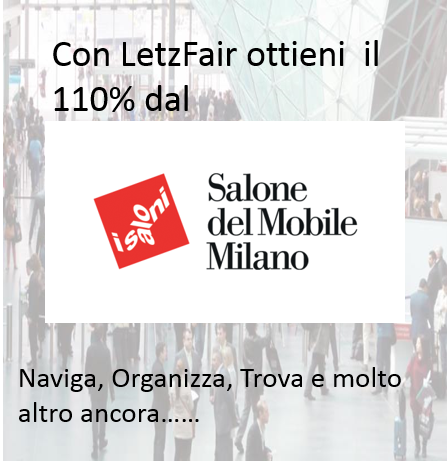 Con LetzFair ottieni il
110% dal
i saloni
Salone
del Mobile
Milano
Naviga, Organizza, Trova e molto
altro ancora......